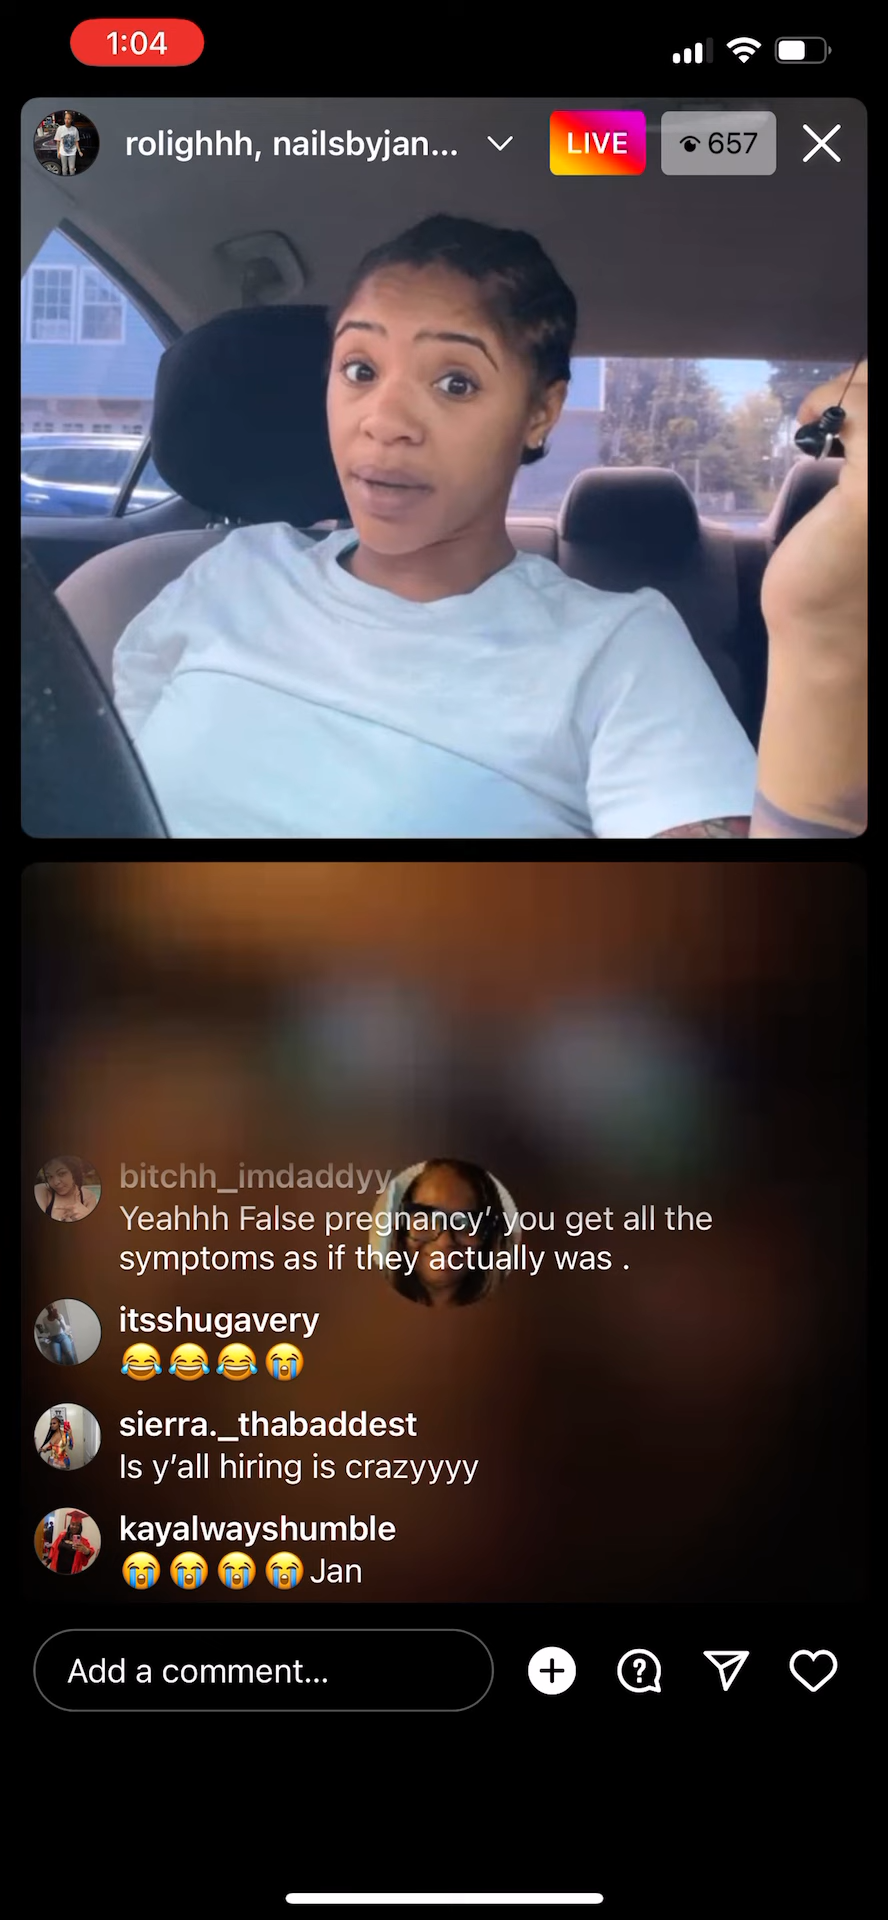 1:04
rolighhh, nailsbyjan...
LIVE
657
bitchh_imdaddyy
Yeahhh False pregnancy’ you get all the
symptoms as if they actually was .
itsshugavery
😂😂😂😭
sierra._thabaddest
Is y’all hiring is crazyyyy
kayalwayshumble
😭😭😭😭Jan
Add a comment...